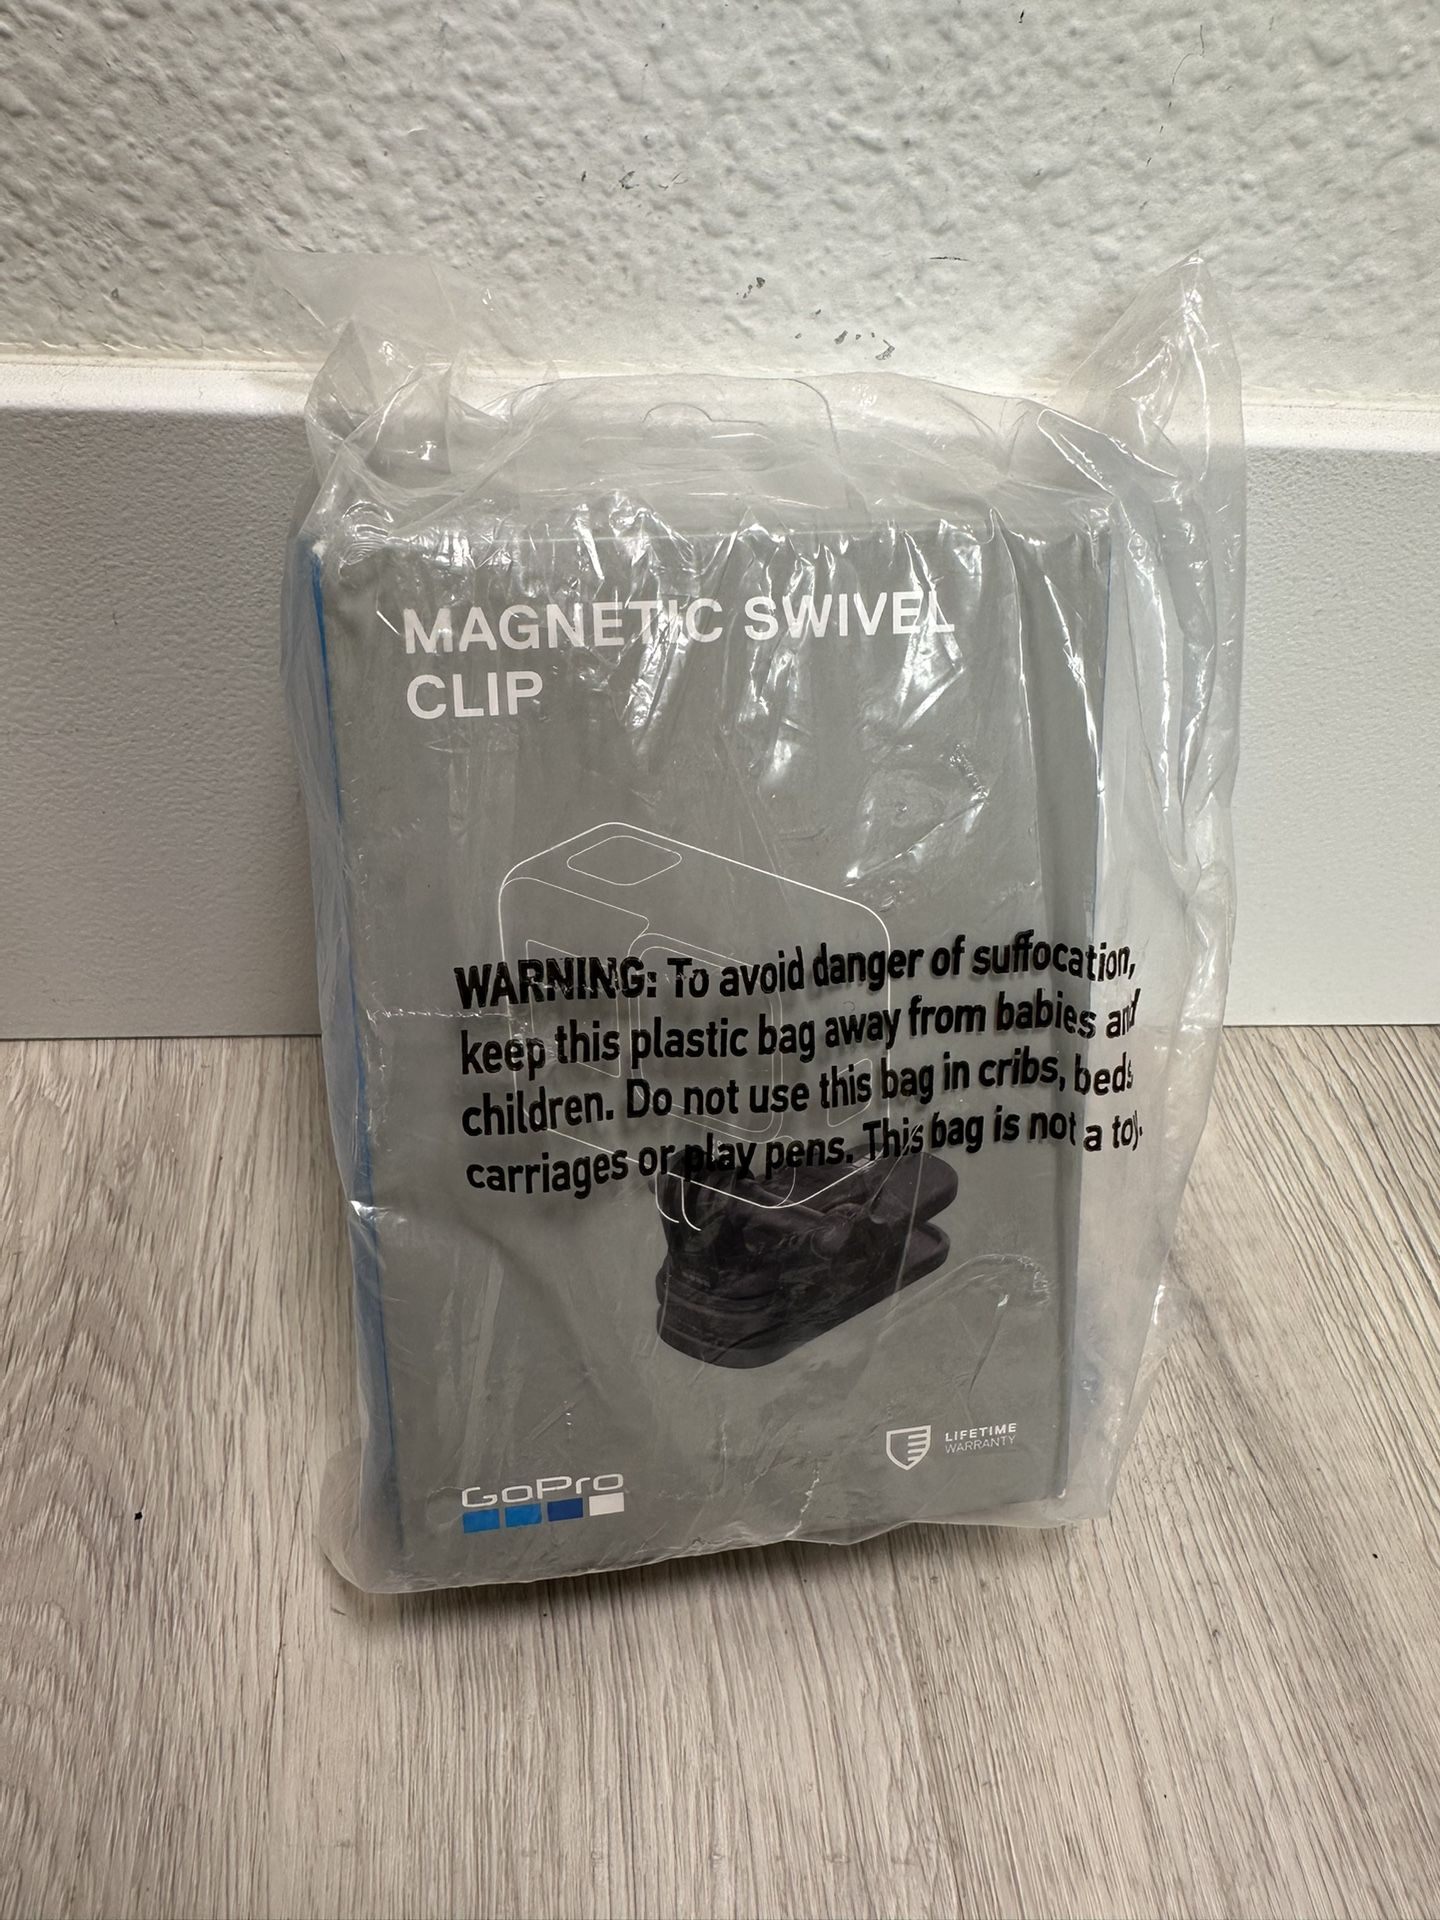 MAGNETIC SWIVEL
CLIP
WARNING: To avoid danger of suffocation,
keep this plastic bag away from babies and
children. Do not use this bag in cribs, beds
carriages or play pens. This bag is not a toy.
LIFETIME
WARRANTY
GoPro